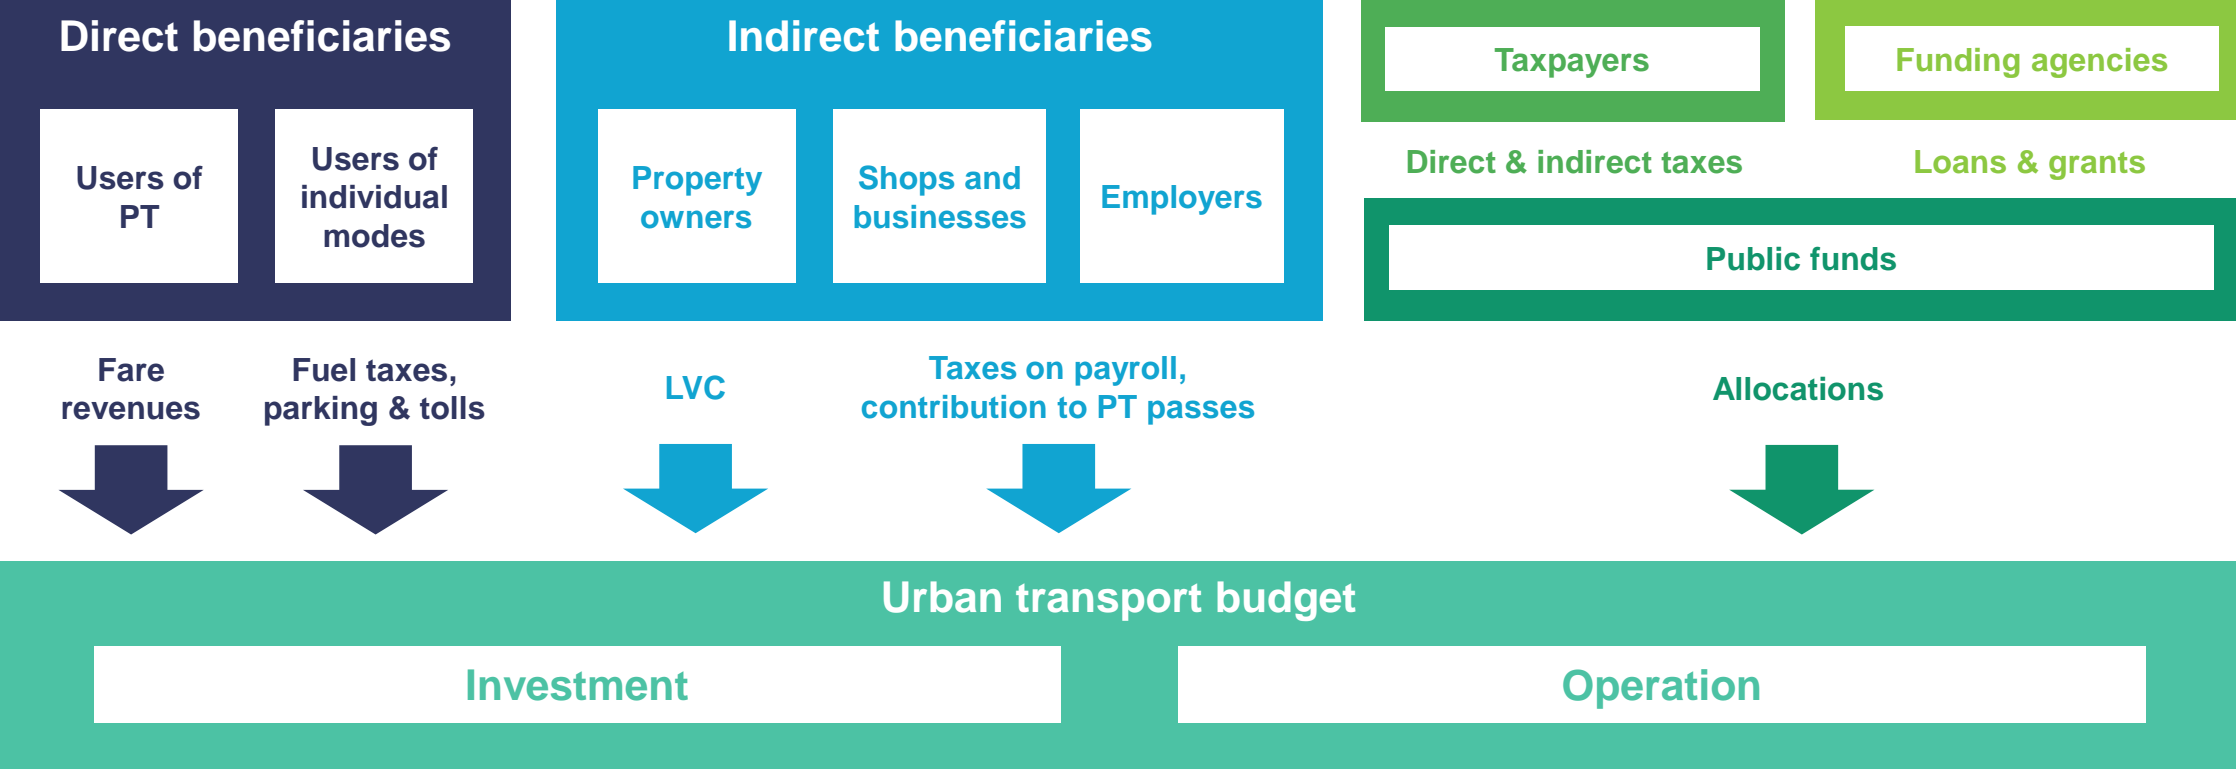 Direct beneficiaries
Users of
PT
Users of
individual
modes
Fare
revenues
Fuel taxes,
parking & tolls
Indirect beneficiaries
Property
owners
Shops and
businesses
Employers
LVC
Taxes on payroll,
contribution to PT passes
Taxpayers
Funding agencies
Direct & indirect taxes
Loans & grants
Public funds
Allocations
Urban transport budget
Investment
Operation